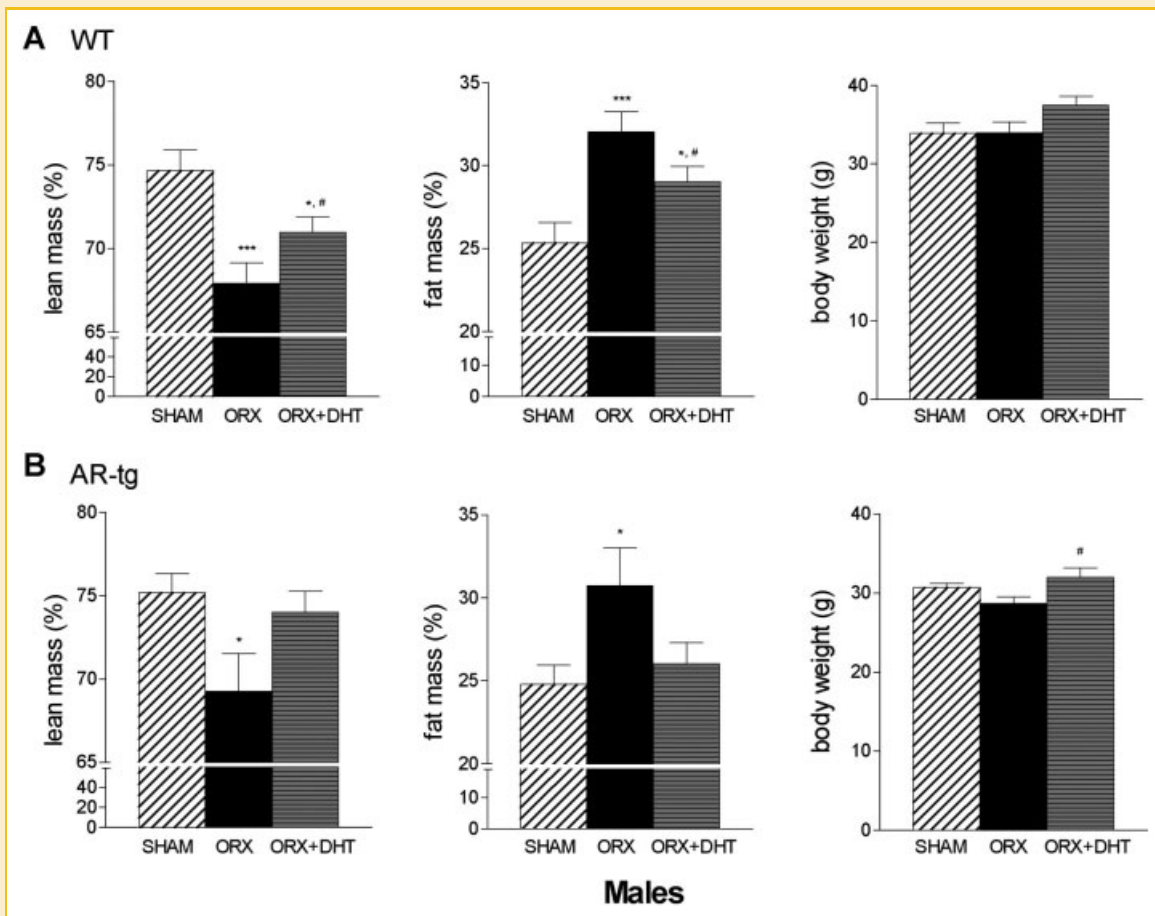 A WT
lean mass (%)
80
75
70
65
40
20
0
***
*, #
SHAM ORX ORX+DHT
fat mass (%)
35
30
25
20
10
0
***
*, #
SHAM ORX ORX+DHT
body weight (g)
40
30
20
10
0
SHAM ORX ORX+DHT
B AR-tg
lean mass (%)
80
75
70
65
40
20
0
*
SHAM ORX ORX+DHT
fat mass (%)
35
30
25
20
10
0
*
SHAM ORX ORX+DHT
body weight (g)
40
30
20
10
0
#
SHAM ORX ORX+DHT
Males